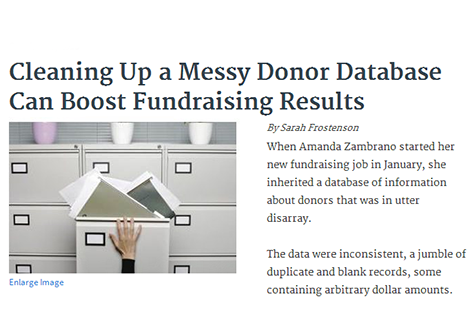 Cleaning Up a Messy Donor Database
Can Boost Fundraising Results
By Sarah Frostenson
When Amanda Zambrano started her
new fundraising job in January, she
inherited a database of information
about donors that was in utter
disarray.
The data were inconsistent, a jumble of
duplicate and blank records, some
containing arbitrary dollar amounts.
Enlarge Image